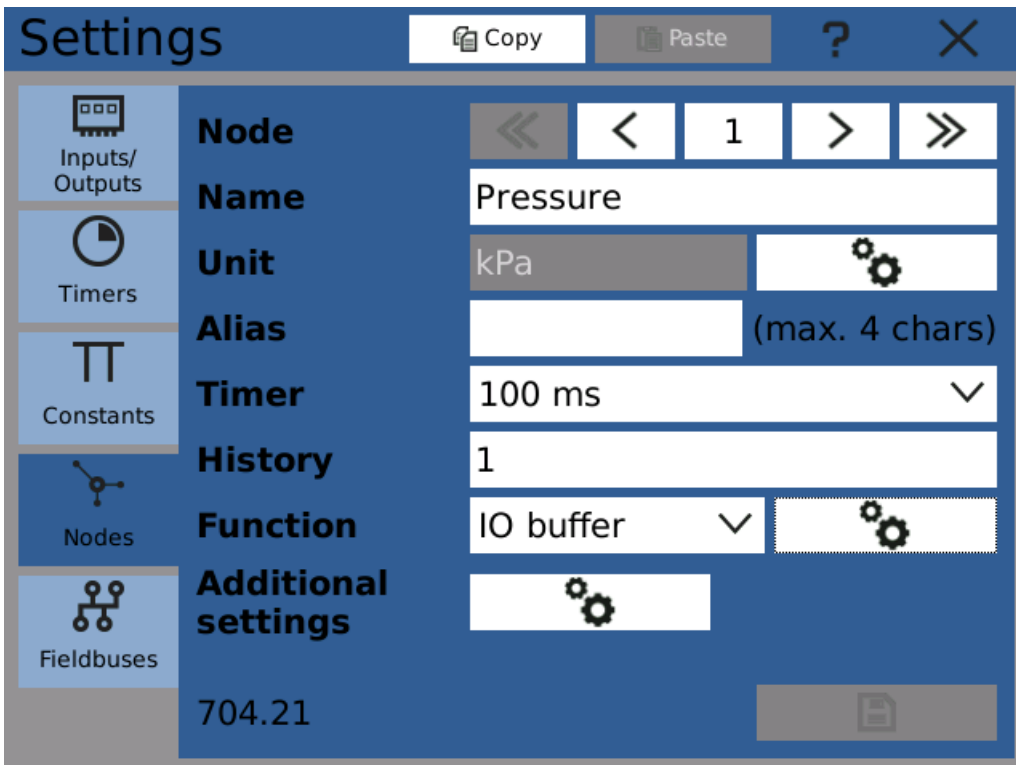 Settings
Copy
Paste
?
Inputs/
Outputs
Timers
Constants
Nodes
Fieldbuses
Node
1
Name
Pressure
Unit
kPa
Alias
(max. 4 chars)
Timer
100 ms
History
1
Function
IO buffer
Additional
settings
704.21